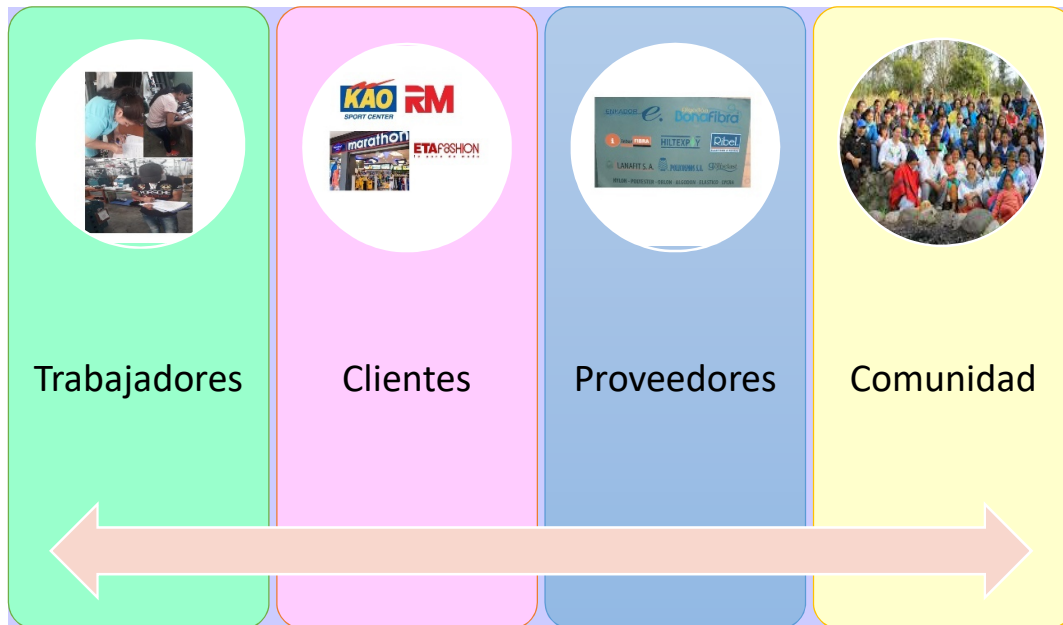 KAO
SPORT CENTER
RM
marathon
ETAFASHION
BonaFibra
HILTEXPOY
Ribel
LANAFIT S.A.
Trabajadores
Clientes
Proveedores
Comunidad